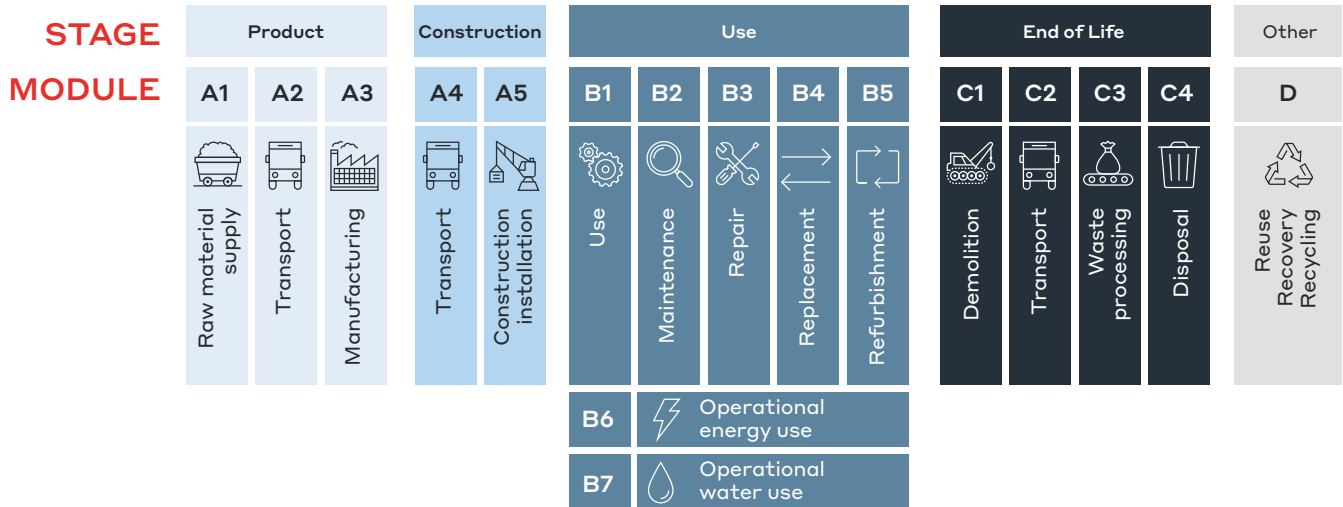 STAGE
Product
Construction
Use
End of Life
Other
MODULE
A1
A2
A3
A4
A5
B1
B2
B3
B4
B5
C1
C2
C3
C4
D
Raw material
supply
Transport
Manufacturing
Transport
Construction
installation
Use
Maintenance
Repair
Replacement
Refurbishment
Demolition
Transport
Waste
processing
Disposal
Reuse
Recovery
Recycling
B6
Operational
energy use
B7
Operational
water use